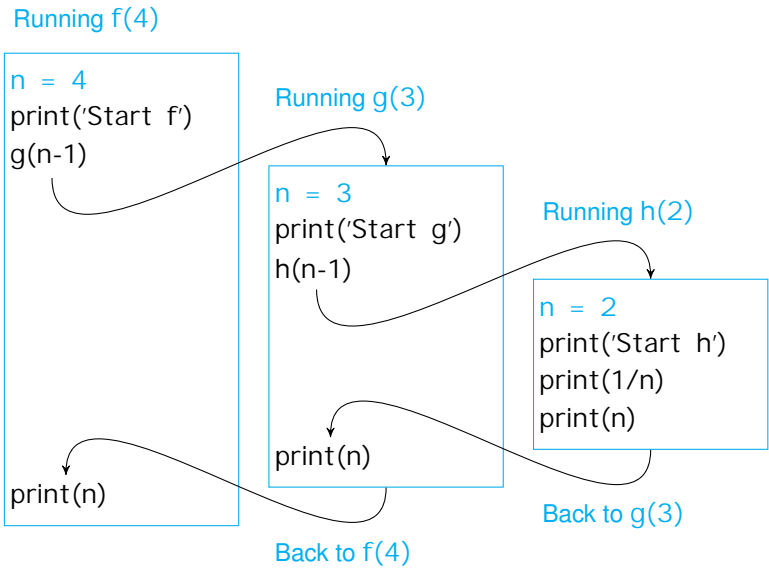 Running f(4)
n = 4
print('Start f')
g(n-1)
print(n)
Running g(3)
n = 3
print('Start g')
h(n-1)
print(n)
Back to f(4)
Running h(2)
n = 2
print('Start h')
print(1/n)
print(n)
Back to g(3)